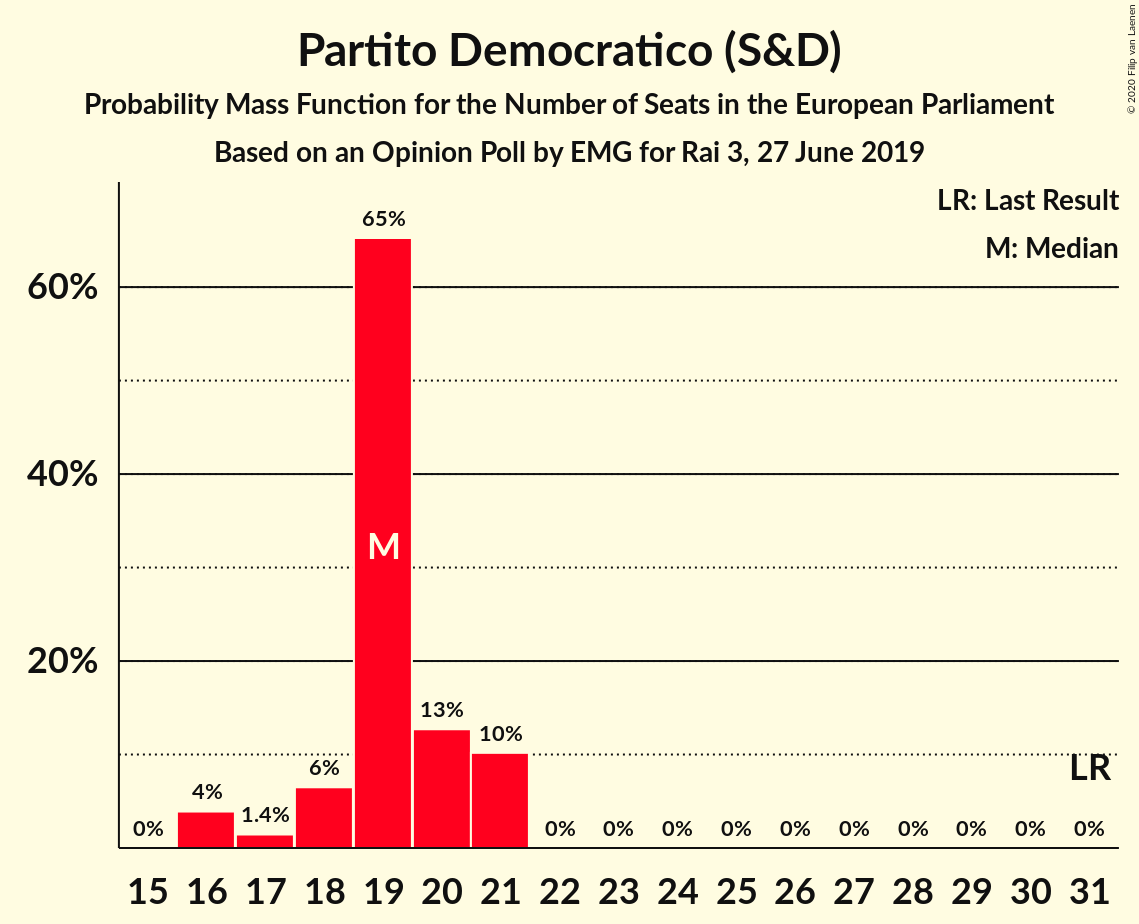 Partito Democratico (S&D)
Probability Mass Function for the Number of Seats in the European Parliament
Based on an Opinion Poll by EMG for Rai 3, 27 June 2019
© 2020 Filip van Laenen
LR: Last Result
M: Median
65%
60%
40%
M
20%
13%
10%
6%
LR
4%
1.4%
0% 0% 0% 0% 0% 0% 0% 0% 0% 0% 0%
15 16 17 18 19 20 21 22 23 24 25 26 27 28 29 30 31